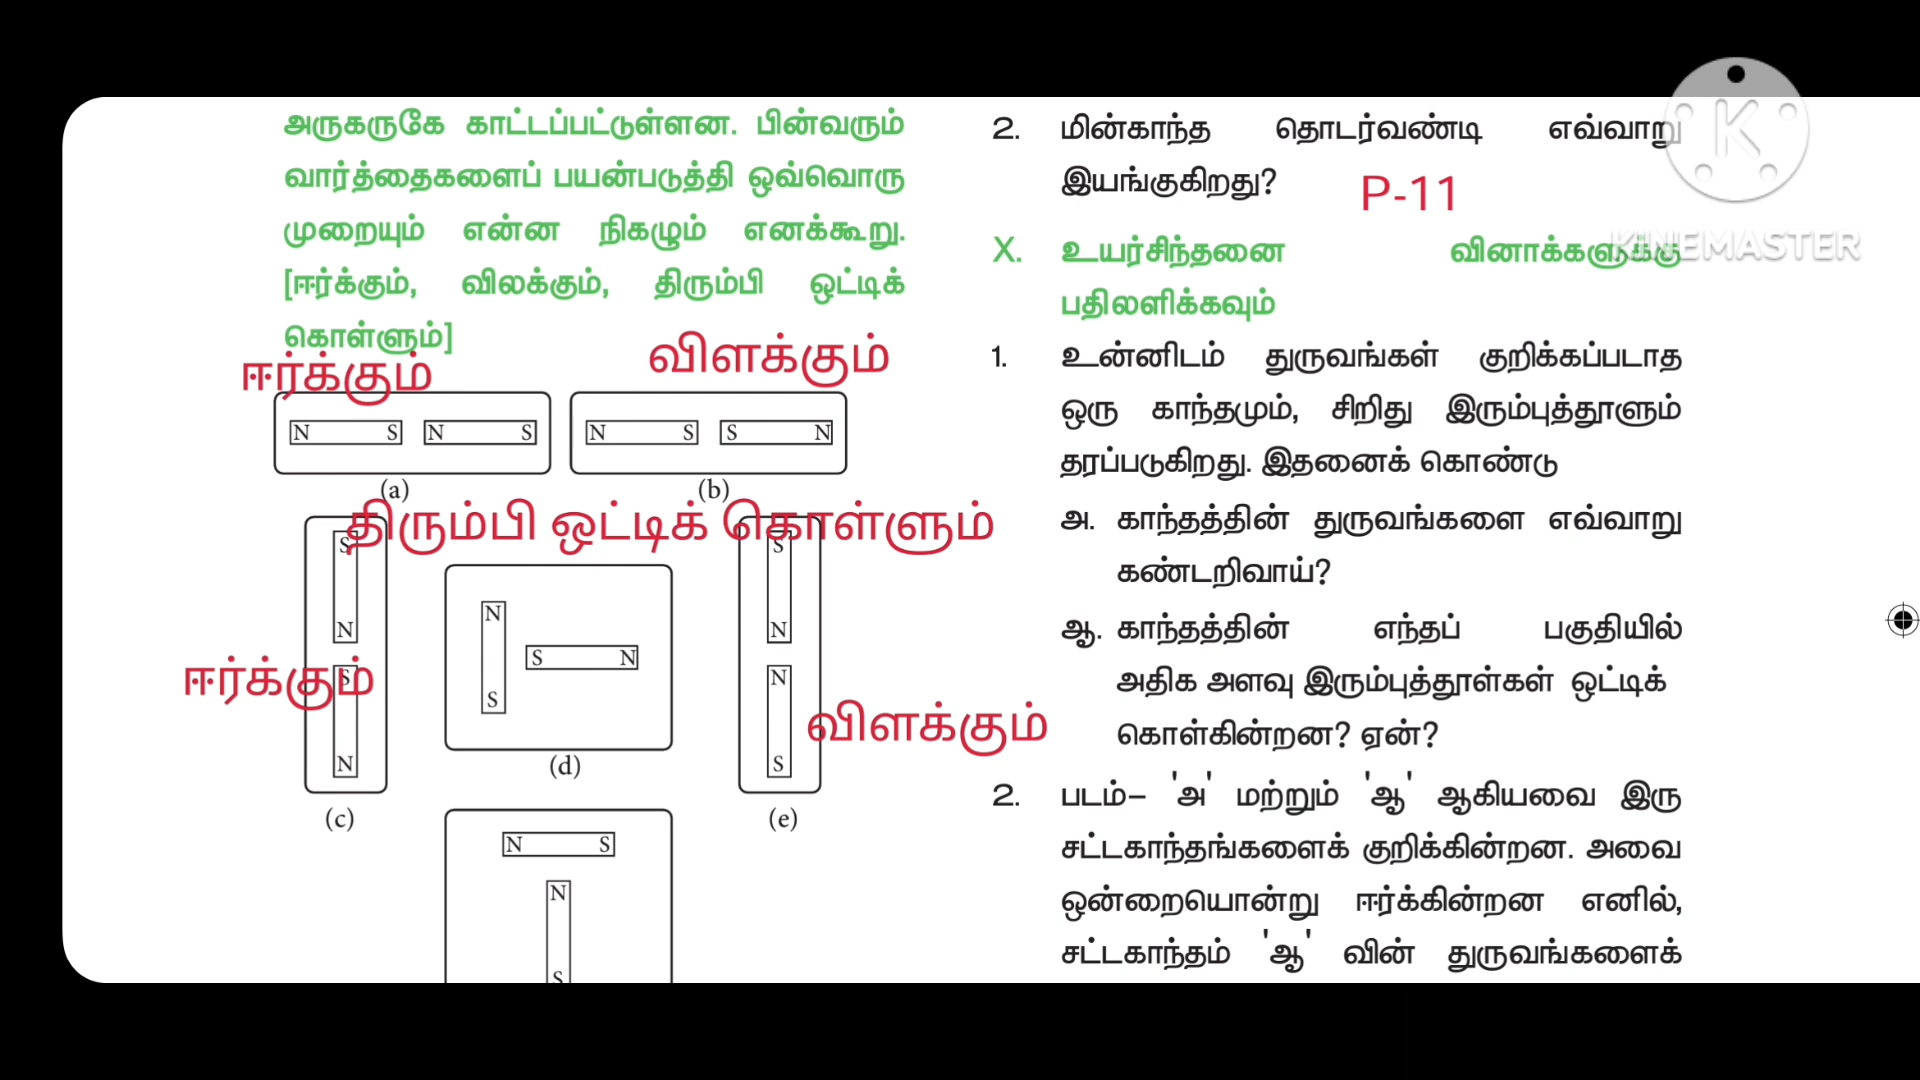 அருகருகே காட்டப்பட்டுள்ளன. பின்வரும்
வார்த்தைகளைப் பயன்படுத்தி ஒவ்வொரு
முறையும் என்ன நிகழும் எனக்கூறு.
[ஈர்க்கும், விலக்கும், திரும்பி ஒட்டிக்
கொள்ளும்]
ஈர்க்கும்
விளக்கும்
N S N S
N S S N
(a)
(b)
திரும்பி ஒட்டிக் கொள்ளும்
S
N
ஈர்க்கும்
S
N
(c)
N
S
S N
(d)
S
N
N
S
விளக்கும்
(e)
N S
N
S
2. மின்காந்த தொடர்வண்டி எவ்வாறு
இயங்குகிறது?
P-11
X. உயர்சிந்தனை வினாக்களுக்கு
பதிலளிக்கவும்
1. உன்னிடம் துருவங்கள் குறிக்கப்படாத
ஒரு காந்தமும், சிறிது இரும்புத்தூளும்
தரப்படுகிறது. இதனைக் கொண்டு
அ. காந்தத்தின் துருவங்களை எவ்வாறு
கண்டறிவாய்?
ஆ. காந்தத்தின் எந்தப் பகுதியில்
அதிக அளவு இரும்புத்தூள்கள் ஒட்டிக்
கொள்கின்றன? ஏன்?
2. படம்– 'அ' மற்றும் 'ஆ' ஆகியவை இரு
சட்டகாந்தங்களைக் குறிக்கின்றன. அவை
ஒன்றையொன்று ஈர்க்கின்றன எனில்,
சட்டகாந்தம் 'ஆ' வின் துருவங்களைக்
K
KINEMASTER